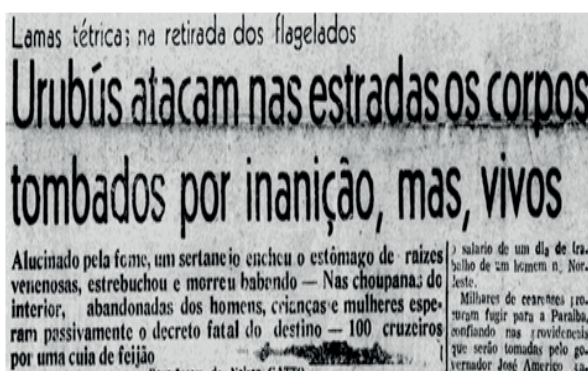 Lamas tétrica; na retirada dos flagelados
Urubús atacam nas estradas os corpos
tombados por inanição, mas, vivos
Alucinado pela fome, um sertanejo encheu o estômago de raizes
venenosas, estrebuchou e morreu babando — Nas choupanas do
interior, abandonadas dos homens, crianças e mulheres espe-
ram passivamente o decreto fatal do destino — 100 cruzeiros
por uma cuia de feijão
o salario de um dia de tra-
balho de um homem n, Nor-
deste.
Milhares de cearenses pro-
curam fugir para a Paraíba,
confiando nas providencias
que serão tomadas pelo go-
vernador José Americo